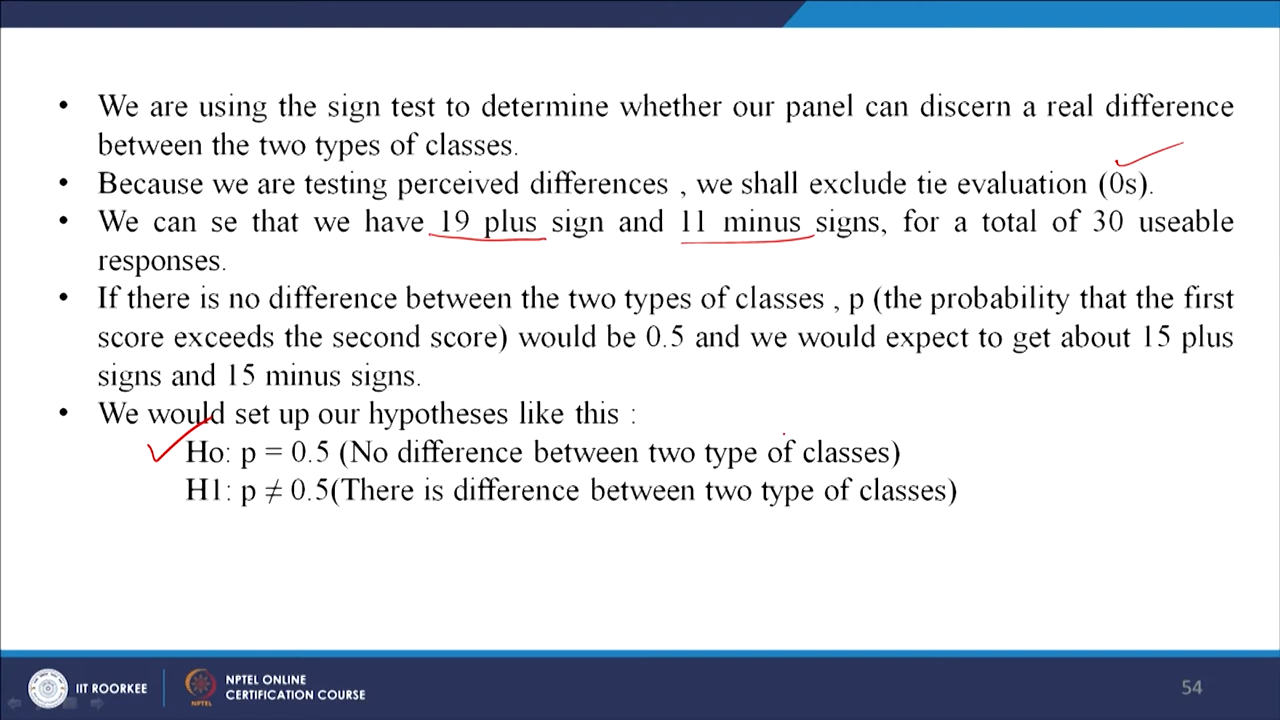 • We are using the sign test to determine whether our panel can discern a real difference
between the two types of classes.
• Because we are testing perceived differences , we shall exclude tie evaluation (0s).
• We can se that we have 19 plus sign and 11 minus signs, for a total of 30 useable
responses.
• If there is no difference between the two types of classes , p (the probability that the first
score exceeds the second score) would be 0.5 and we would expect to get about 15 plus
signs and 15 minus signs.
• We would set up our hypotheses like this :
Ho: p = 0.5 (No difference between two type of classes)
H1: p ≠ 0.5(There is difference between two type of classes)
IIT ROORKEE
NPTEL ONLINE
CERTIFICATION COURSE
NPTEL
54